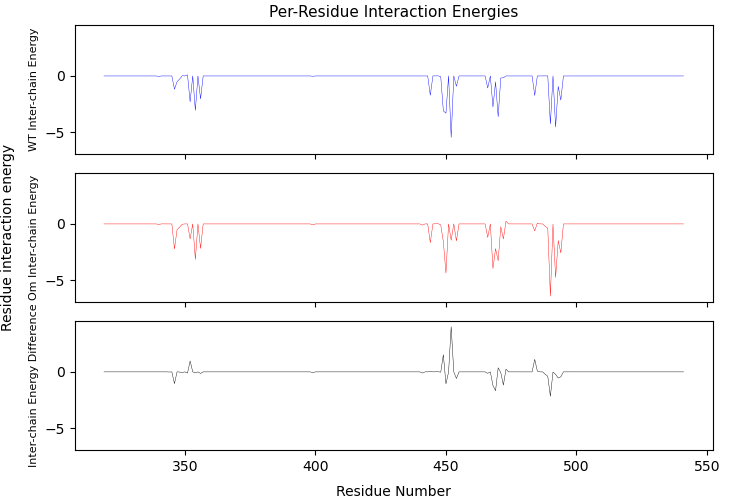 Per-Residue Interaction Energies
Residue interaction energy
WT Inter-chain Energy
0
−5
Om Inter-chain Energy
0
−5
Inter-chain Energy Difference
0
−5
350
400
450
500
550
Residue Number